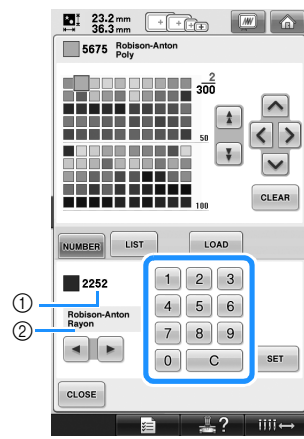 23.2 mm
36.3 mm
5675 Robison-Anton
Poly
2
300
50
100
CLEAR
NUMBER LIST LOAD
① 2252
② Robison-Anton
Rayon
1 2 3
4 5 6
7 8 9
0 C
SET
CLOSE
?